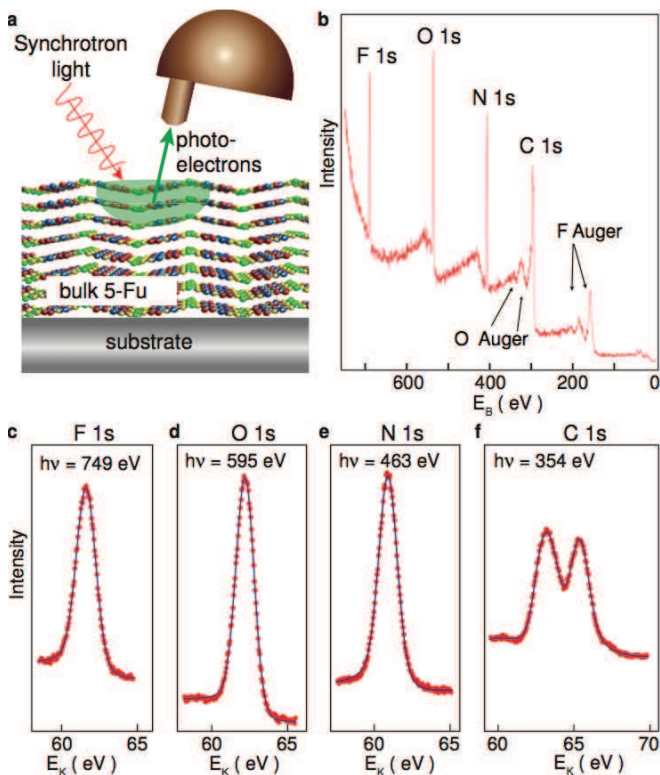 a
Synchrotron
light
photo-
electrons
bulk 5-Fu
substrate
b
F 1s
O 1s
N 1s
C 1s
F Auger
O Auger
Intensity
600
400
200
0
E_B ( eV )
c
F 1s
hν = 749 eV
Intensity
60
65
E_K ( eV )
d
O 1s
hν = 595 eV
60
65
E_K ( eV )
e
N 1s
hν = 463 eV
60
65
E_K ( eV )
f
C 1s
hν = 354 eV
60
65
70
E_K ( eV )